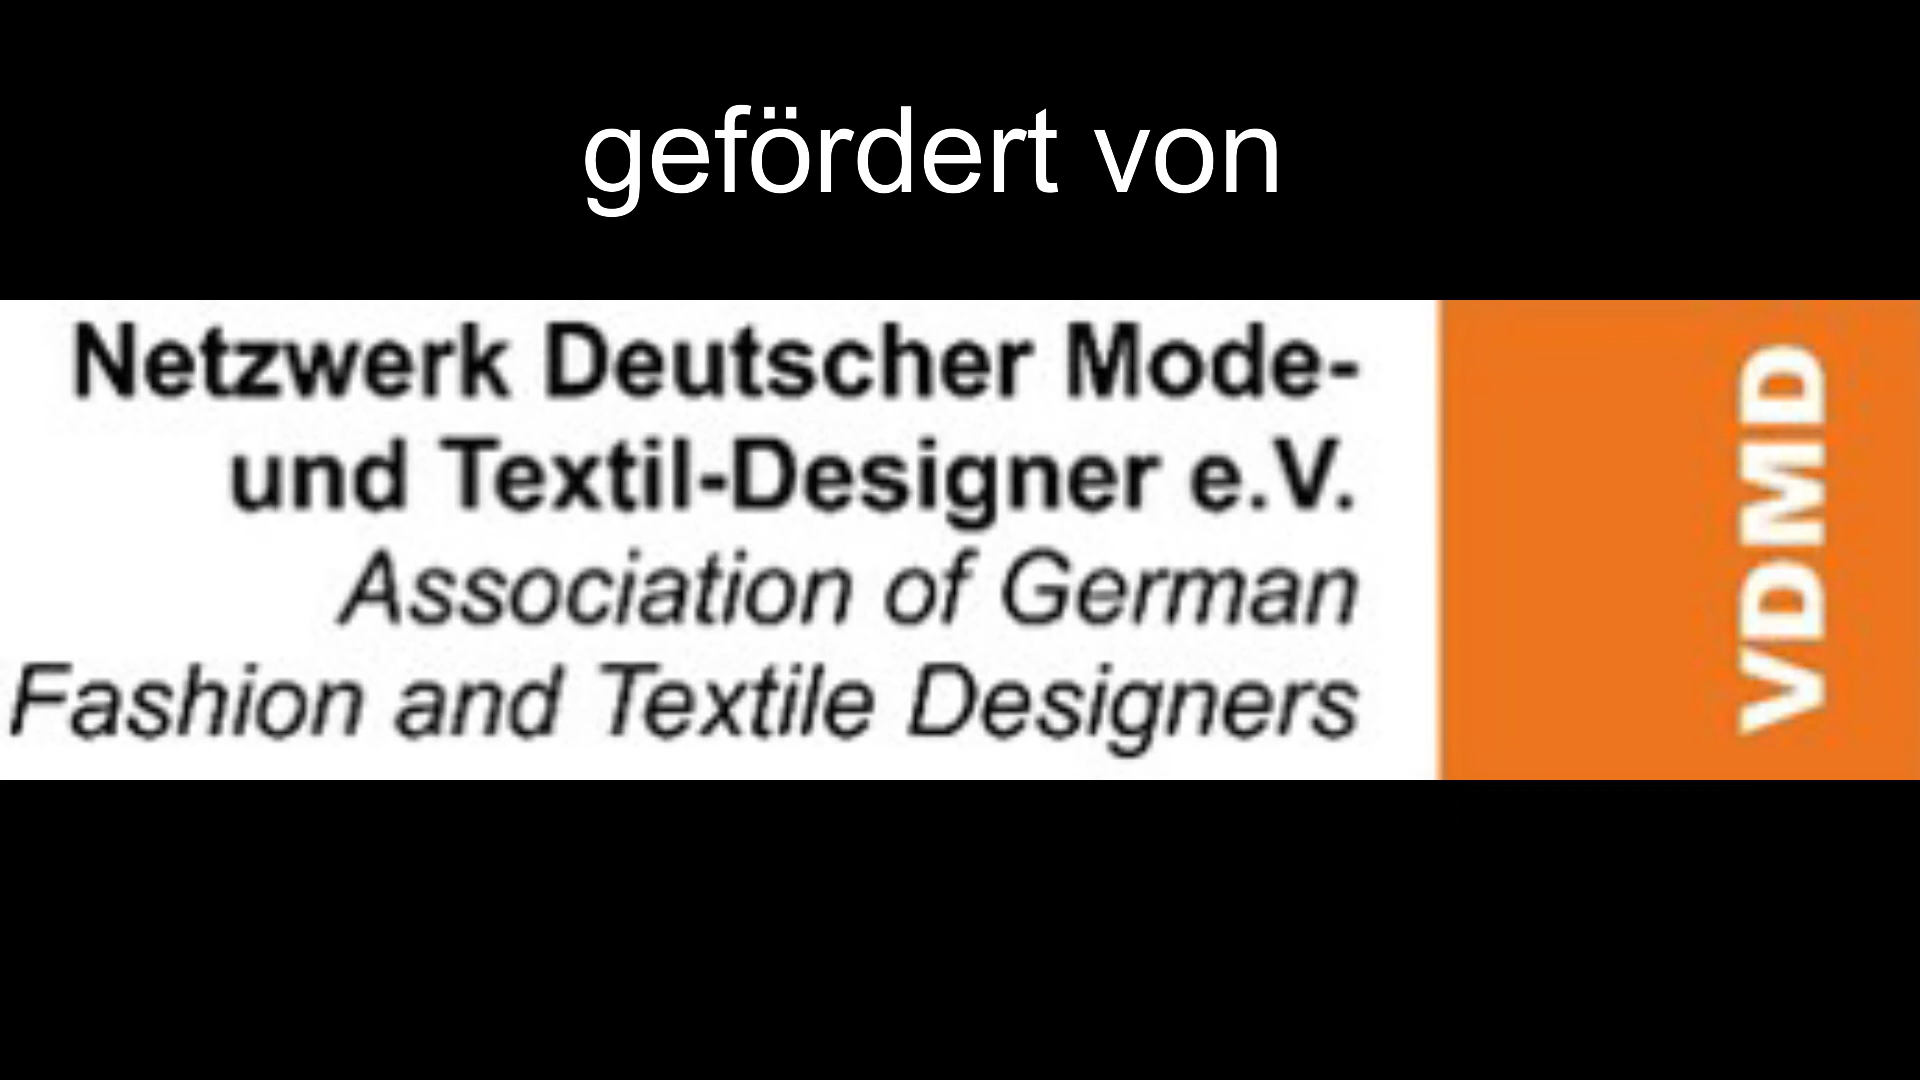 gefördert von
Netzwerk Deutscher Mode-
und Textil-Designer e.V.
Association of German
Fashion and Textile Designers
VDMD